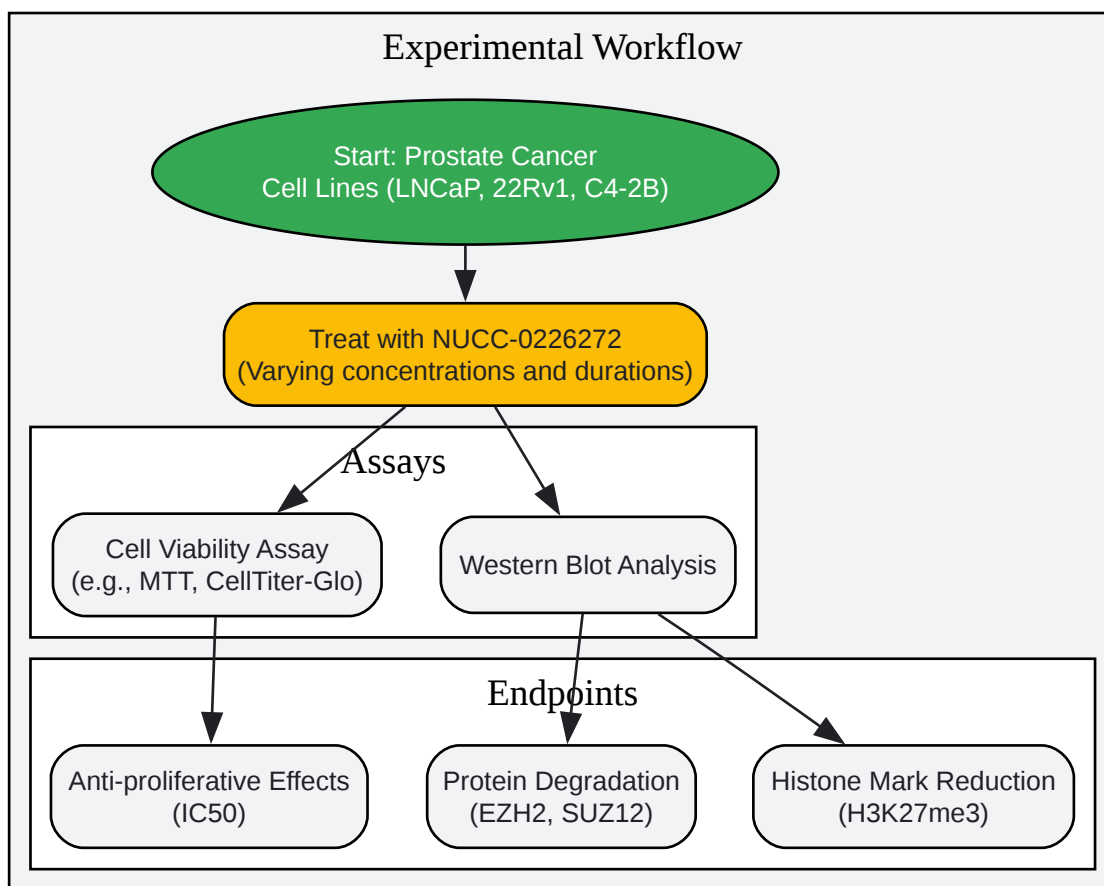 Experimental Workflow
Start: Prostate Cancer
Cell Lines (LNCaP, 22Rv1, C4-2B)
Treat with NUCC-0226272
(Varying concentrations and durations)
Assays
Cell Viability Assay
(e.g., MTT, CellTiter-Glo)
Western Blot Analysis
Endpoints
Anti-proliferative Effects
(IC50)
Protein Degradation
(EZH2, SUZ12)
Histone Mark Reduction
(H3K27me3)